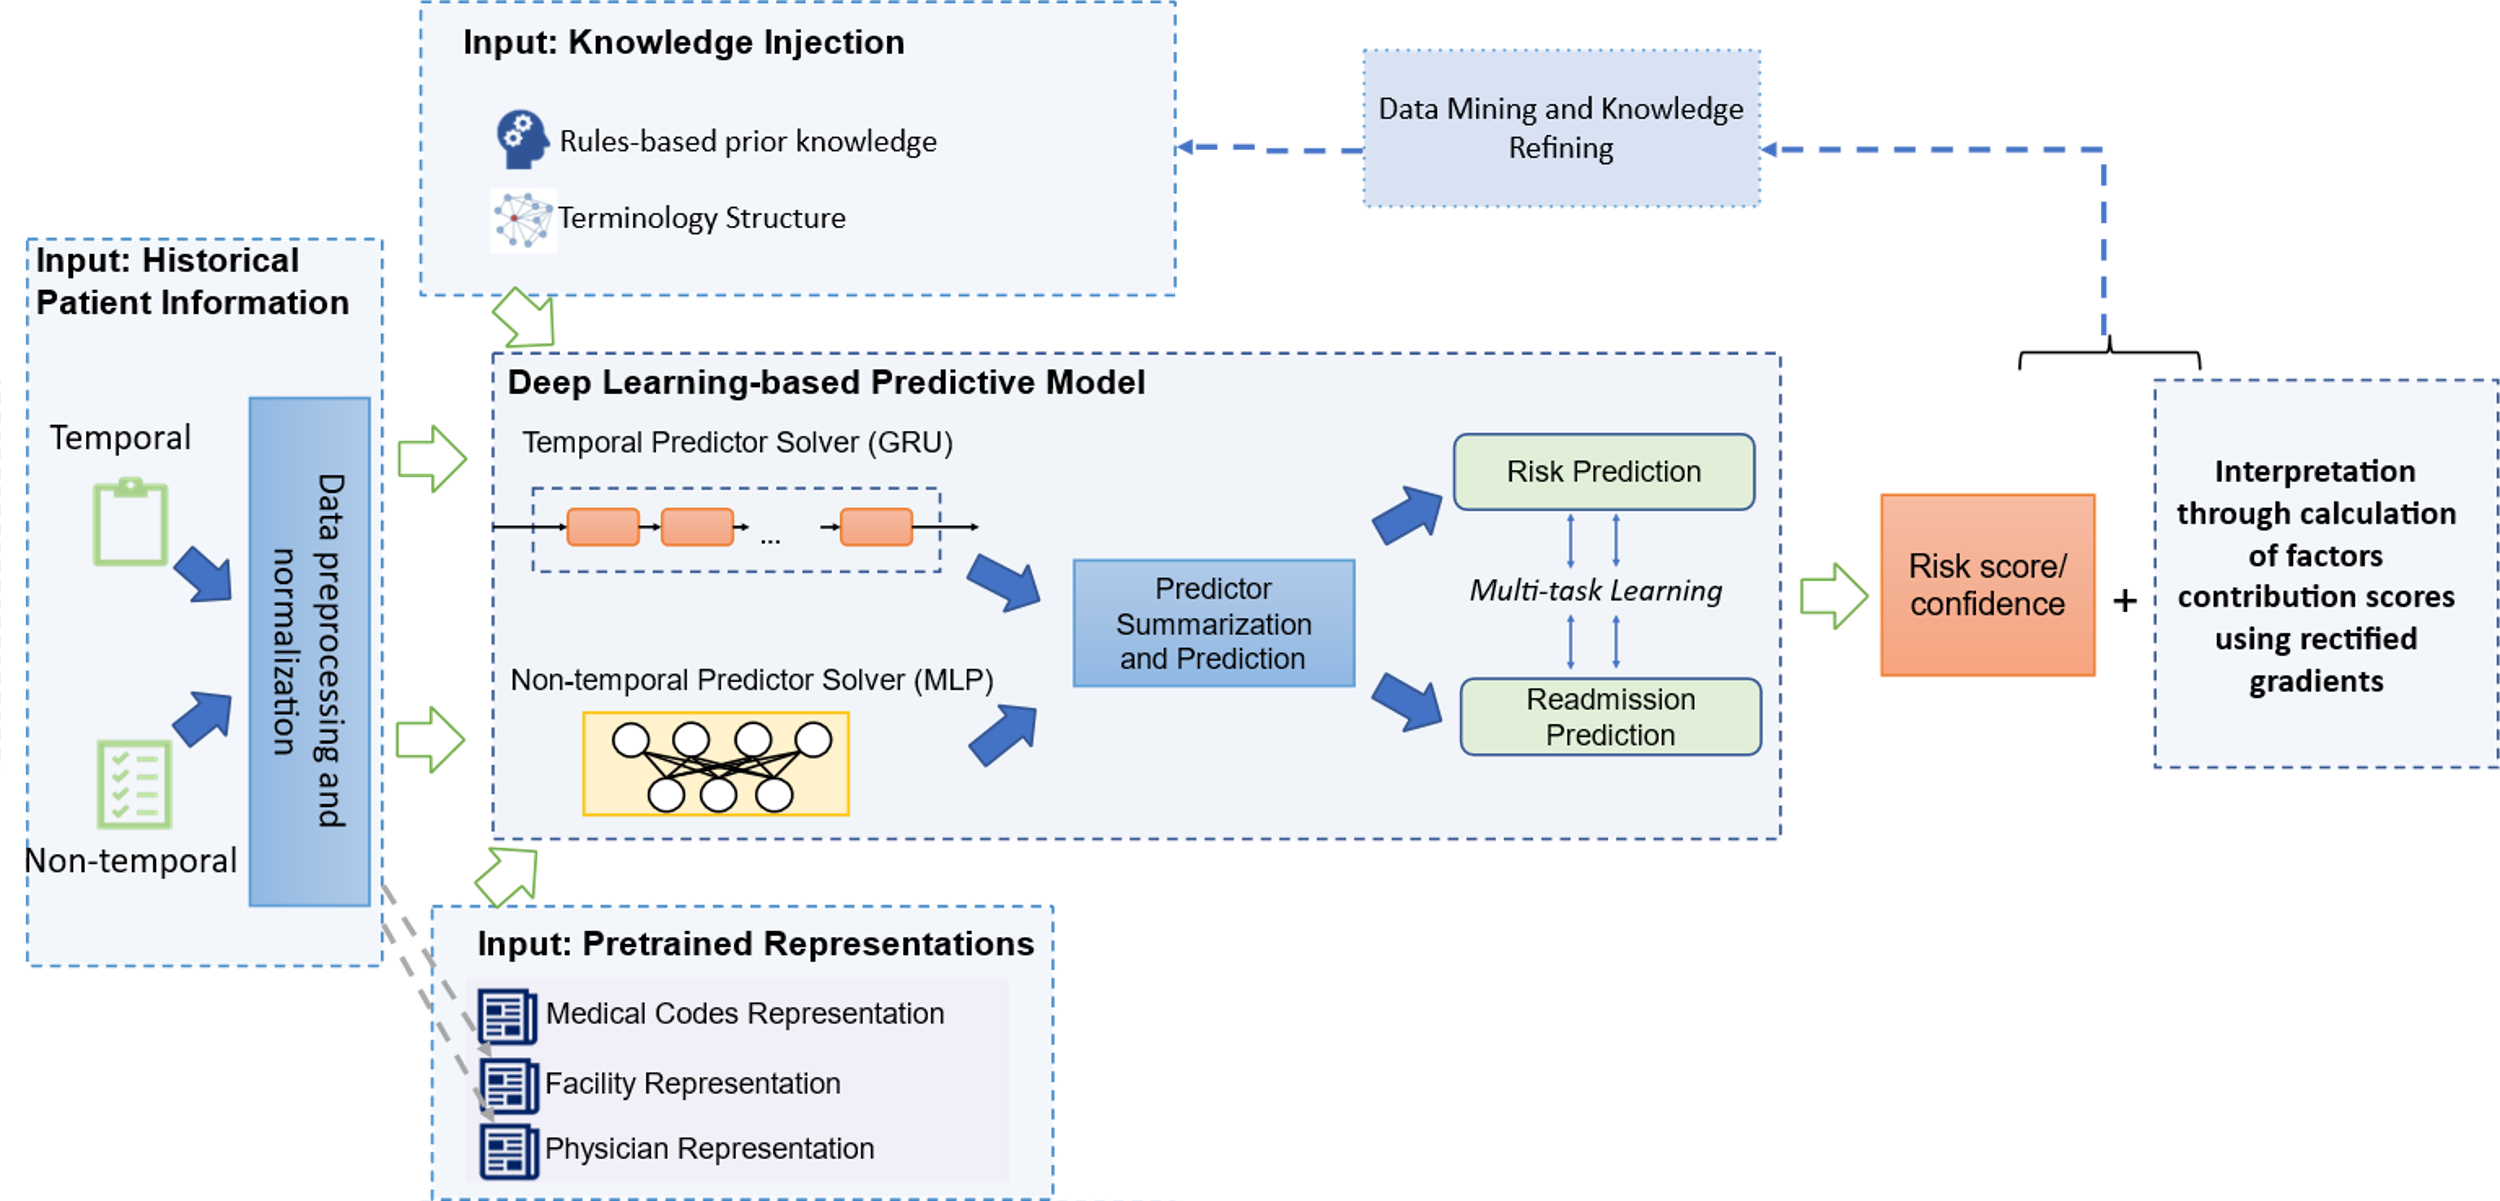 Input: Knowledge Injection
Rules-based prior knowledge
Terminology Structure
Data Mining and Knowledge
Refining
Input: Historical
Patient Information
Temporal
Non-temporal
Data preprocessing and
normalization
Deep Learning-based Predictive Model
Temporal Predictor Solver (GRU)
...
Non-temporal Predictor Solver (MLP)
Predictor
Summarization
and Prediction
Risk Prediction
Multi-task Learning
Readmission
Prediction
Risk score/
confidence
+
Interpretation
through calculation
of factors
contribution scores
using rectified
gradients
Input: Pretrained Representations
Medical Codes Representation
Facility Representation
Physician Representation